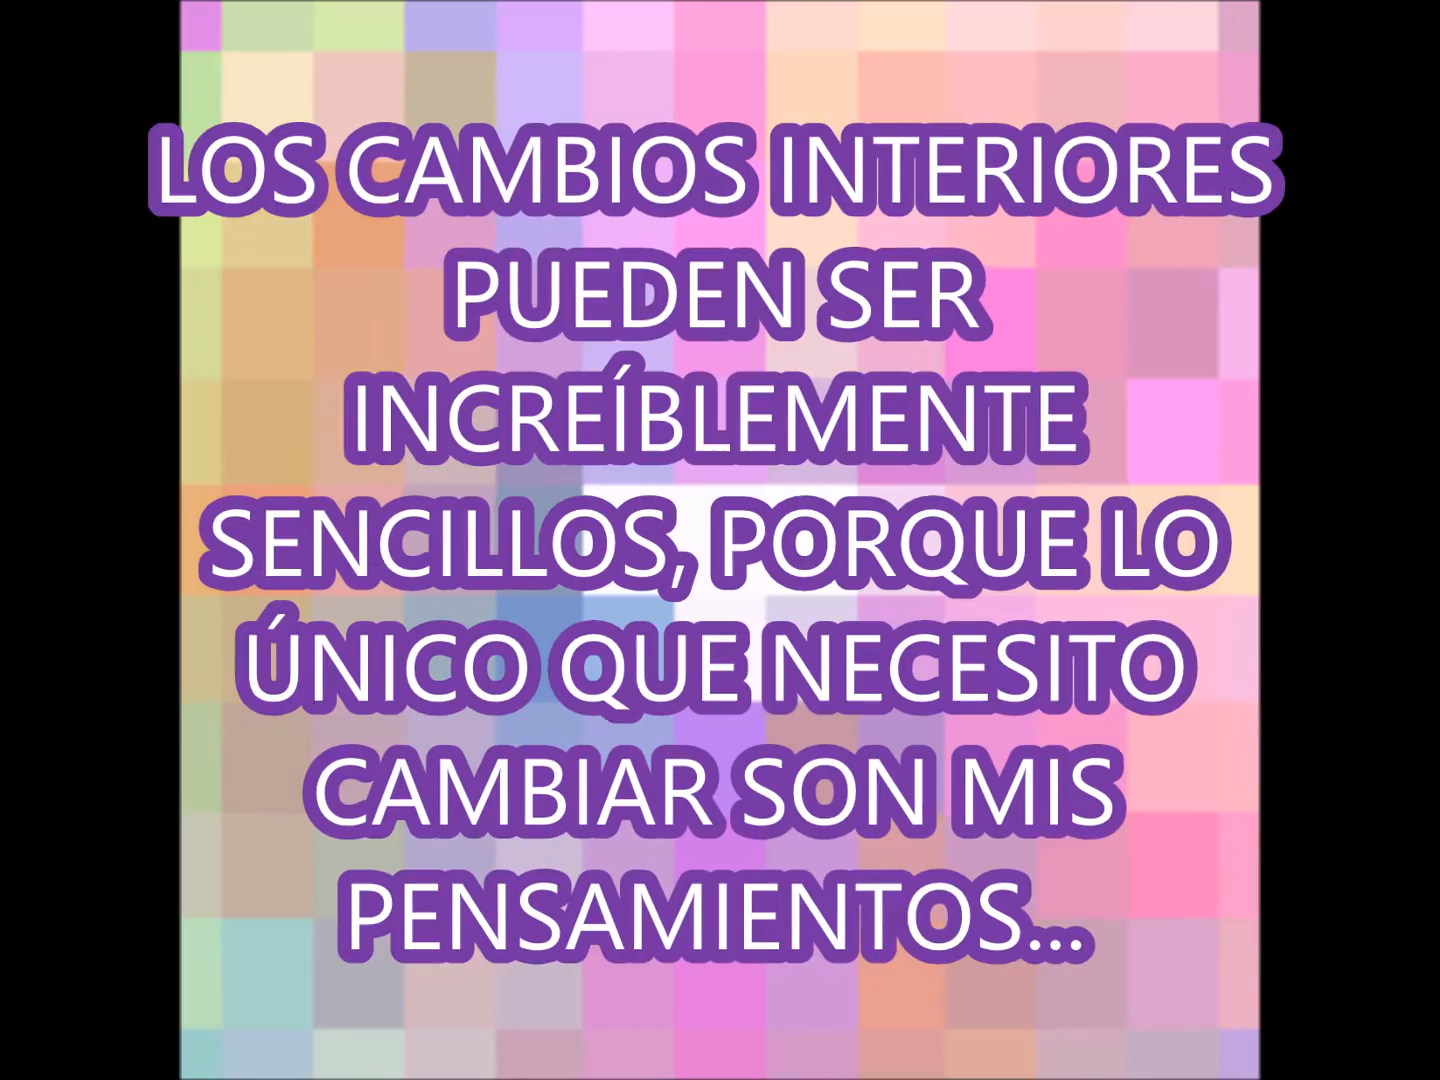 LOS CAMBIOS INTERIORES
PUEDEN SER
INCREÍBLEMENTE
SENCILLOS, PORQUE LO
ÚNICO QUE NECESITO
CAMBIAR SON MIS
PENSAMIENTOS...